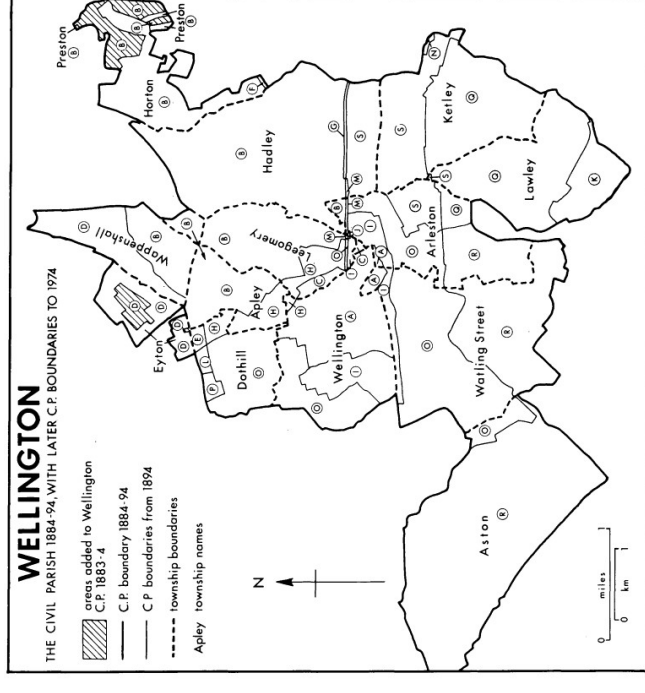 WELLINGTON
THE CIVIL PARISH 1884-94, WITH LATER C.P. BOUNDARIES TO 1974
areas added to Wellington
C.P. 1883-4
C.P. boundary 1884-94
C P boundaries from 1894
township boundaries
Apley township names
N
miles
0 1
0 km 1
Preston
B
Preston
B
B
B
B
Horton
B
F
Hadley
B
G
D
Wappenshall
B
B
D
D
Eyton
D
D
E
H
L
P
Dothill
O
B
Leegomery
B
Apley
H
H
H
C
O
M
B
M
M
J
I
I
C
A
A
I
Wellington
A
I
O
S
S
N
Ketley
Q
S
S
Arleston
O
Q
Q
Lawley
K
R
Watling Street
O
R
O
Aston
R